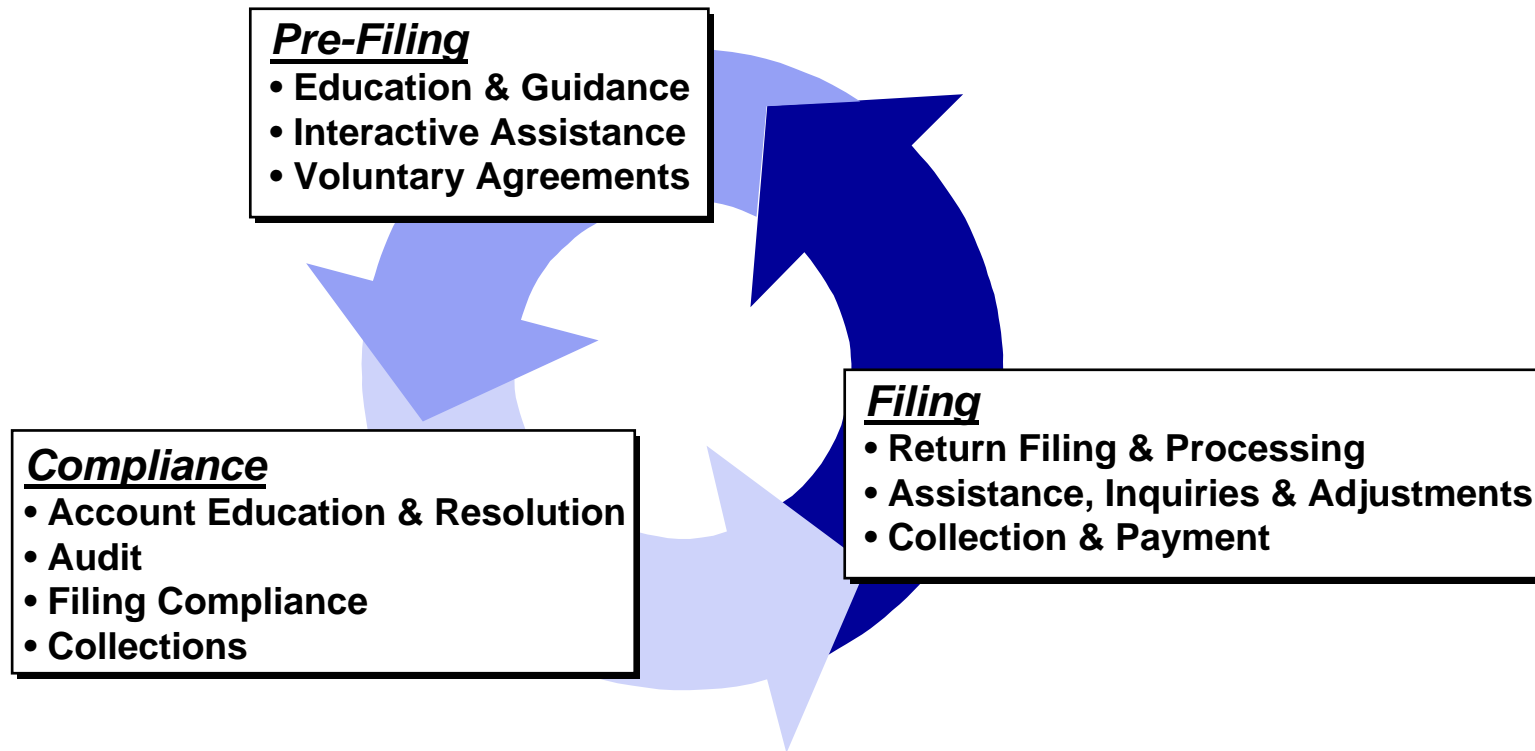 Pre-Filing
• Education & Guidance
• Interactive Assistance
• Voluntary Agreements
Compliance
• Account Education & Resolution
• Audit
• Filing Compliance
• Collections
Filing
• Return Filing & Processing
• Assistance, Inquiries & Adjustments
• Collection & Payment